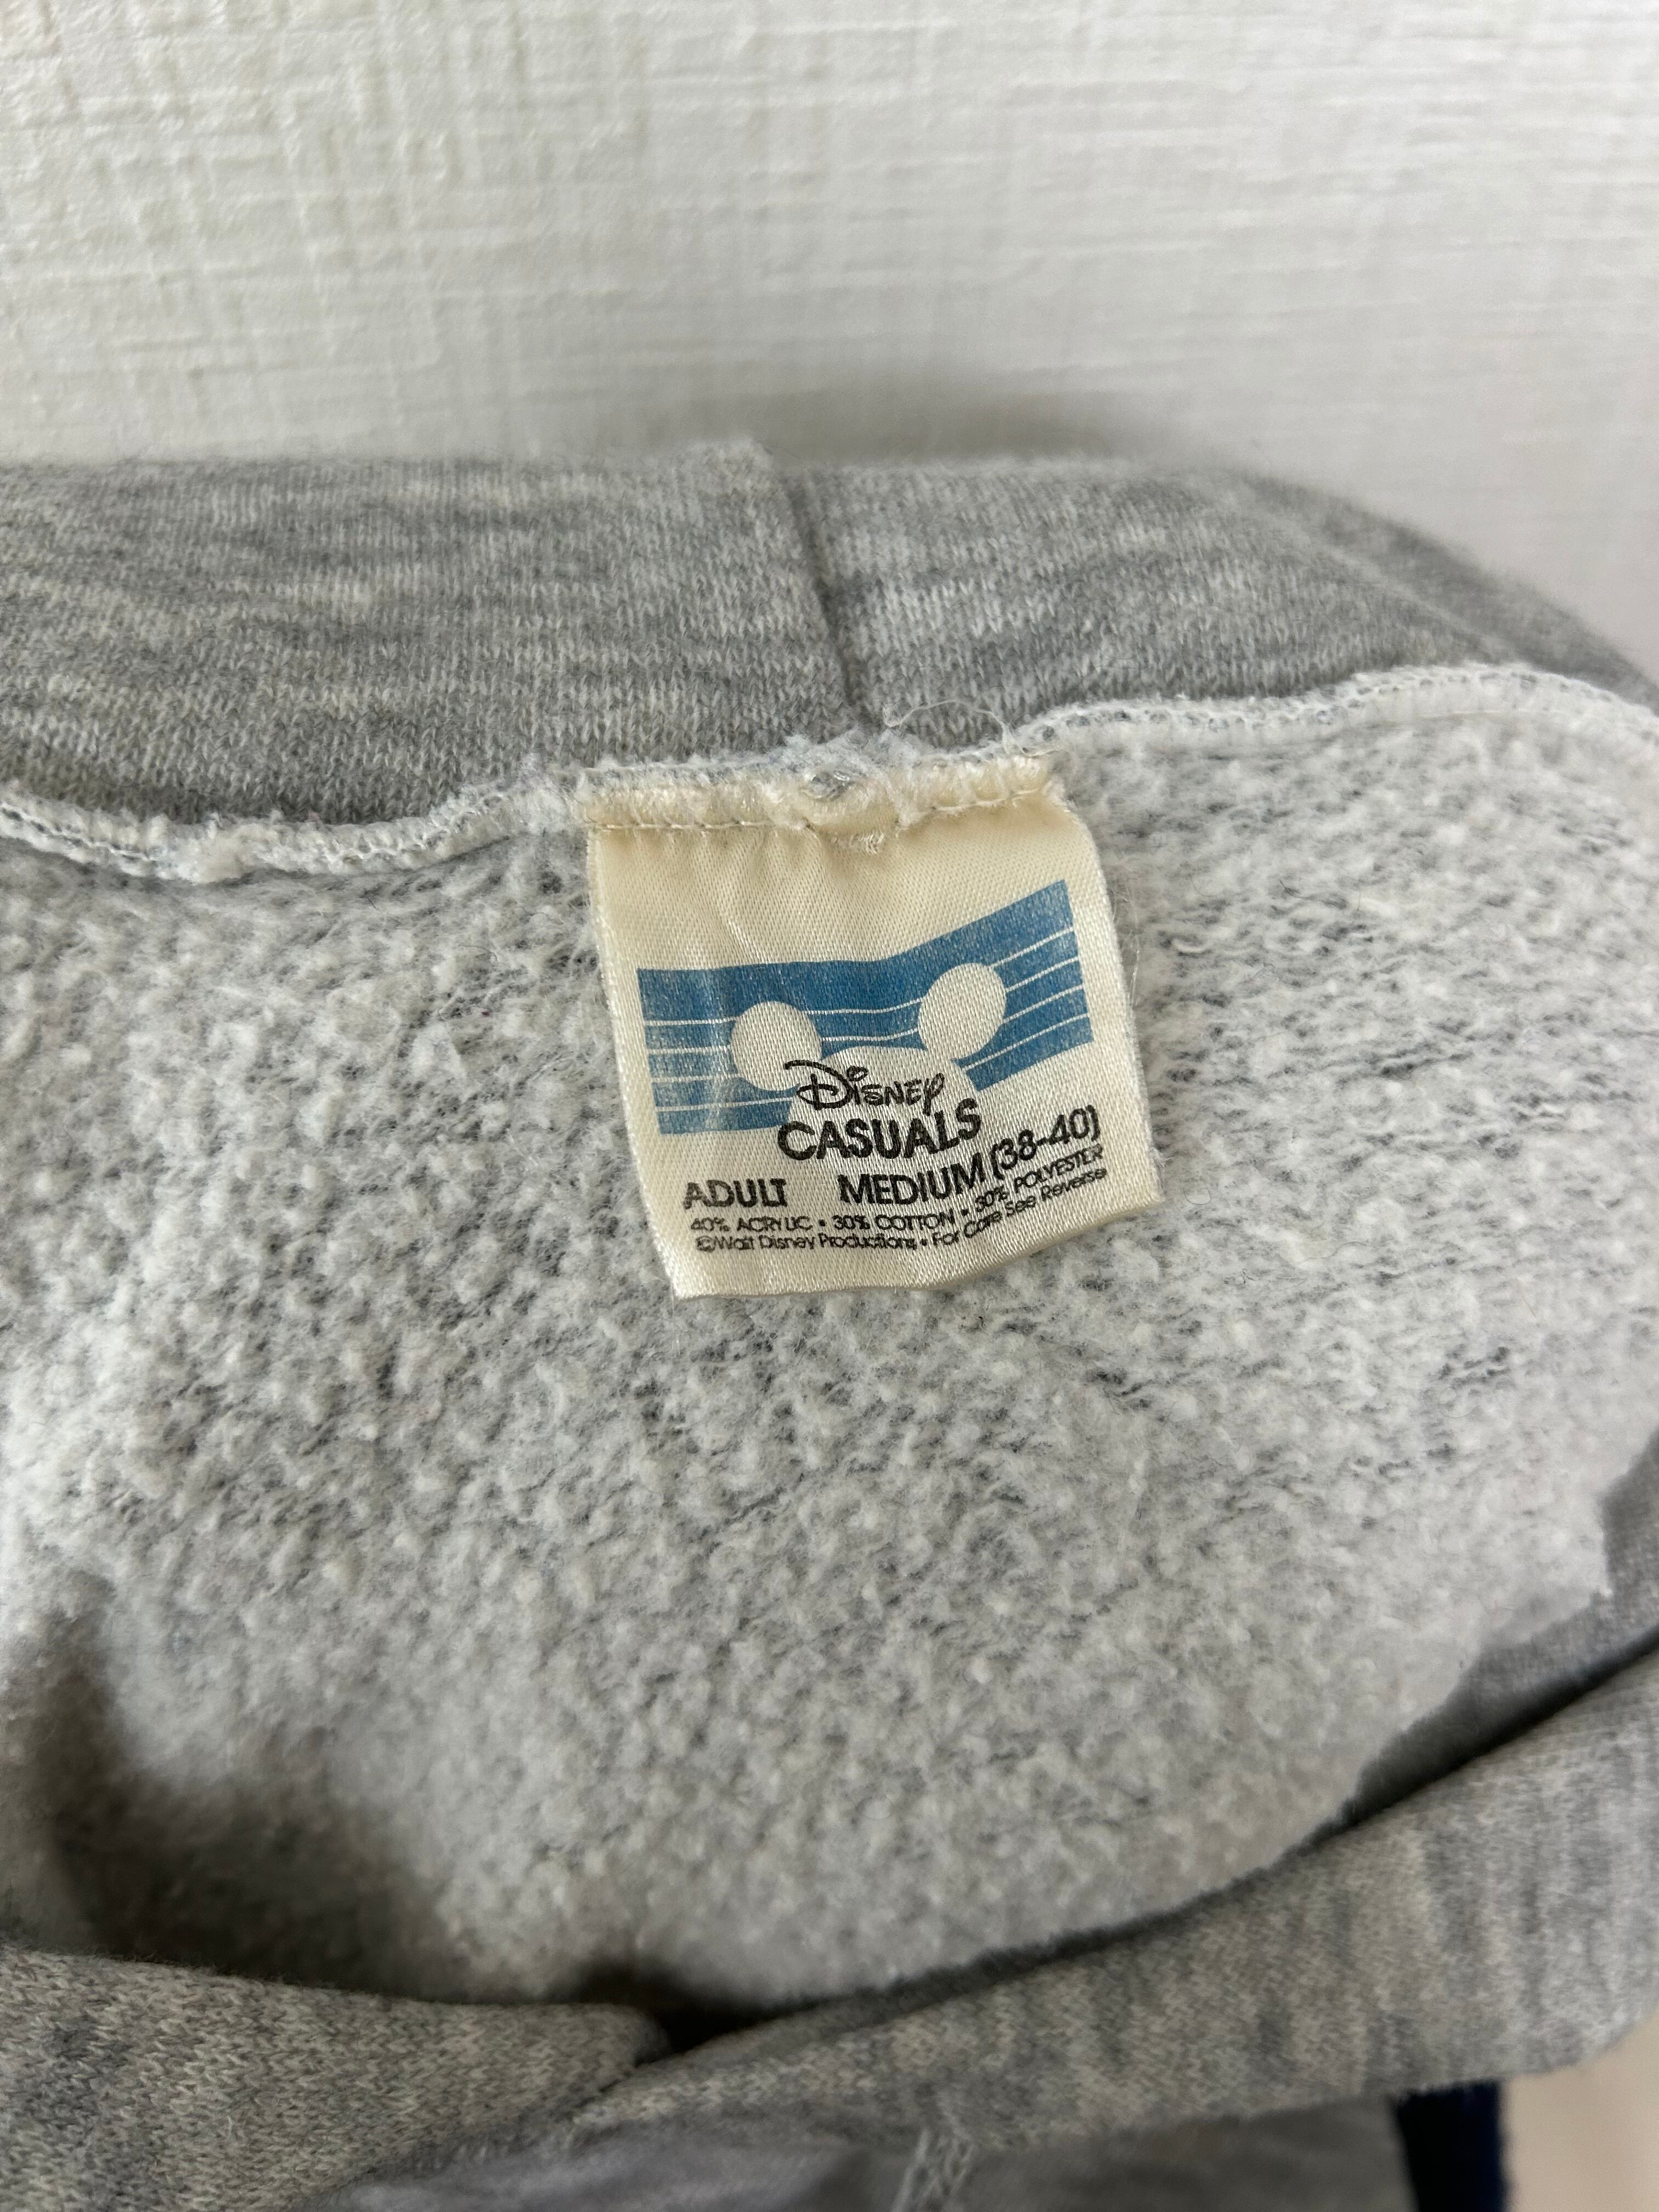 Disney
CASUALS
ADULT MEDIUM (38-40)
40% ACRYLIC • 30% COTTON • 30% POLYESTER
©Walt Disney Productions • For Care See Reverse